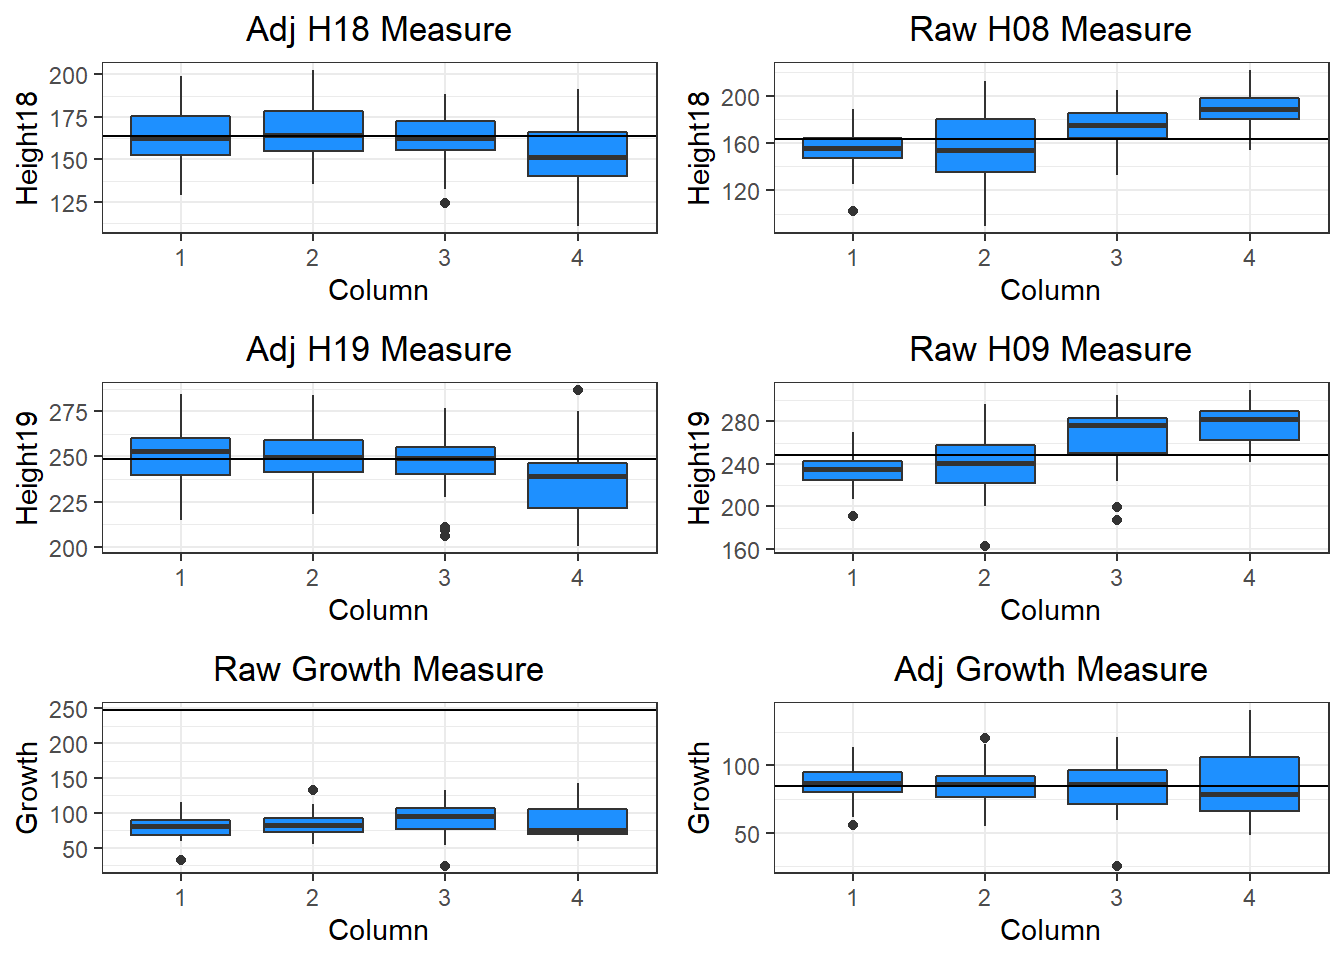 Adj H18 Measure
Height18
200
175
150
125
1 2 3 4
Column
Raw H08 Measure
Height18
200
160
120
1 2 3 4
Column
Adj H19 Measure
Height19
275
250
225
200
1 2 3 4
Column
Raw H09 Measure
Height19
280
240
200
160
1 2 3 4
Column
Raw Growth Measure
Growth
250
200
150
100
50
1 2 3 4
Column
Adj Growth Measure
Growth
100
50
1 2 3 4
Column